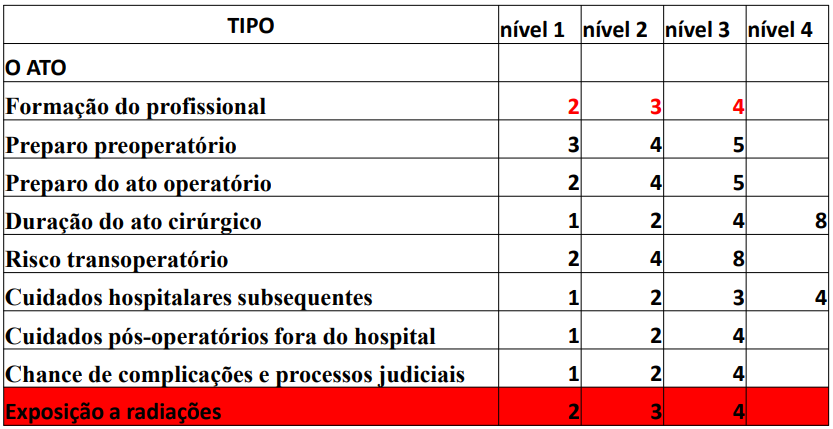 TIPO nível 1 nível 2 nível 3 nível 4
O ATO
Formação do profissional 2 3 4
Preparo preoperatório 3 4 5
Preparo do ato operatório 2 4 5
Duração do ato cirúrgico 1 2 4 8
Risco transoperatório 2 4 8
Cuidados hospitalares subsequentes 1 2 3 4
Cuidados pós-operatórios fora do hospital 1 2 4
Chance de complicações e processos judiciais 1 2 4
Exposição a radiações 2 3 4